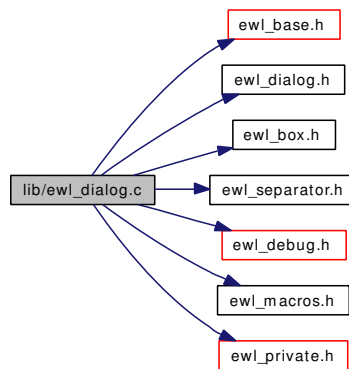 ewl_base.h
ewl_dialog.h
ewl_box.h
lib/ewl_dialog.c
ewl_separator.h
ewl_debug.h
ewl_macros.h
ewl_private.h